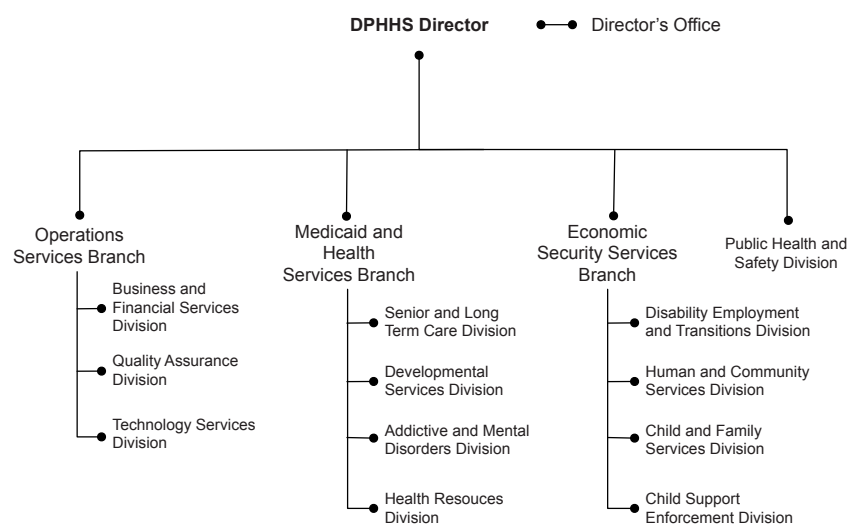 DPHHS Director
Director's Office
Operations
Services Branch
Business and
Financial Services
Division
Quality Assurance
Division
Technology Services
Division
Medicaid and
Health
Services Branch
Senior and Long
Term Care Division
Developmental
Services Division
Addictive and Mental
Disorders Division
Health Resouces
Division
Economic
Security Services
Branch
Disability Employment
and Transitions Division
Human and Community
Services Division
Child and Family
Services Division
Child Support
Enforcement Division
Public Health and
Safety Division